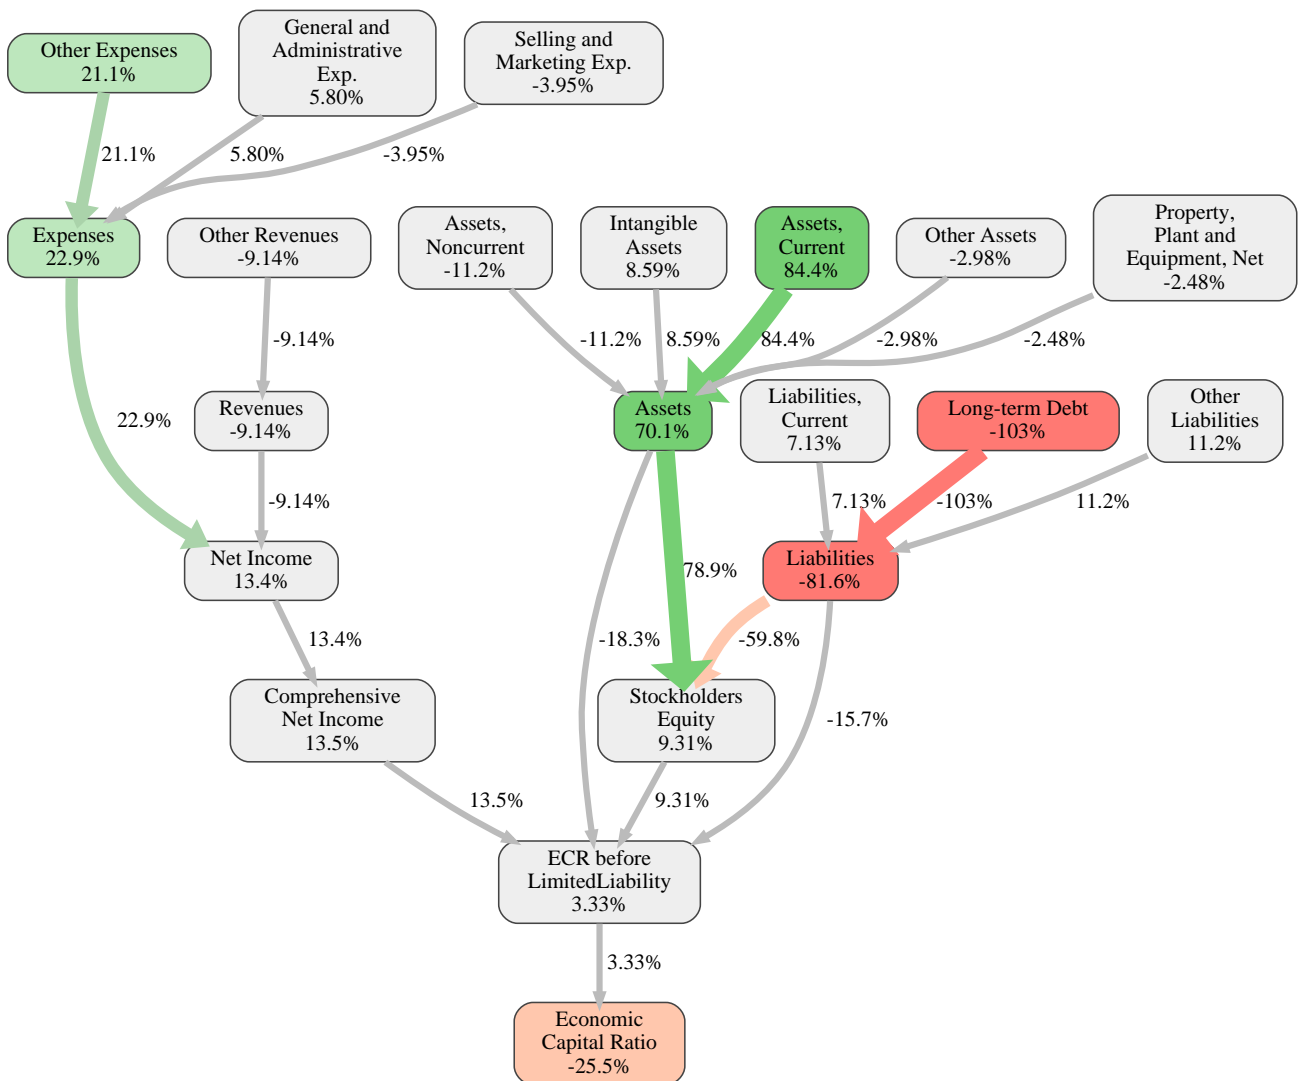 Other Expenses
21.1%
General and
Administrative
Exp.
5.80%
Selling and
Marketing Exp.
-3.95%
21.1%
5.80%
-3.95%
Expenses
22.9%
Other Revenues
-9.14%
Assets,
Noncurrent
-11.2%
Intangible
Assets
8.59%
Assets,
Current
84.4%
Other Assets
-2.98%
Property,
Plant and
Equipment, Net
-2.48%
-9.14%
-11.2%
8.59%
84.4%
-2.98%
-2.48%
22.9%
Revenues
-9.14%
Assets
70.1%
Liabilities,
Current
7.13%
Long-term Debt
-103%
Other
Liabilities
11.2%
-9.14%
7.13%
-103%
11.2%
Net Income
13.4%
78.9%
Liabilities
-81.6%
13.4%
-18.3%
-59.8%
Comprehensive
Net Income
13.5%
Stockholders
Equity
9.31%
-15.7%
13.5%
9.31%
ECR before
LimitedLiability
3.33%
3.33%
Economic
Capital Ratio
-25.5%